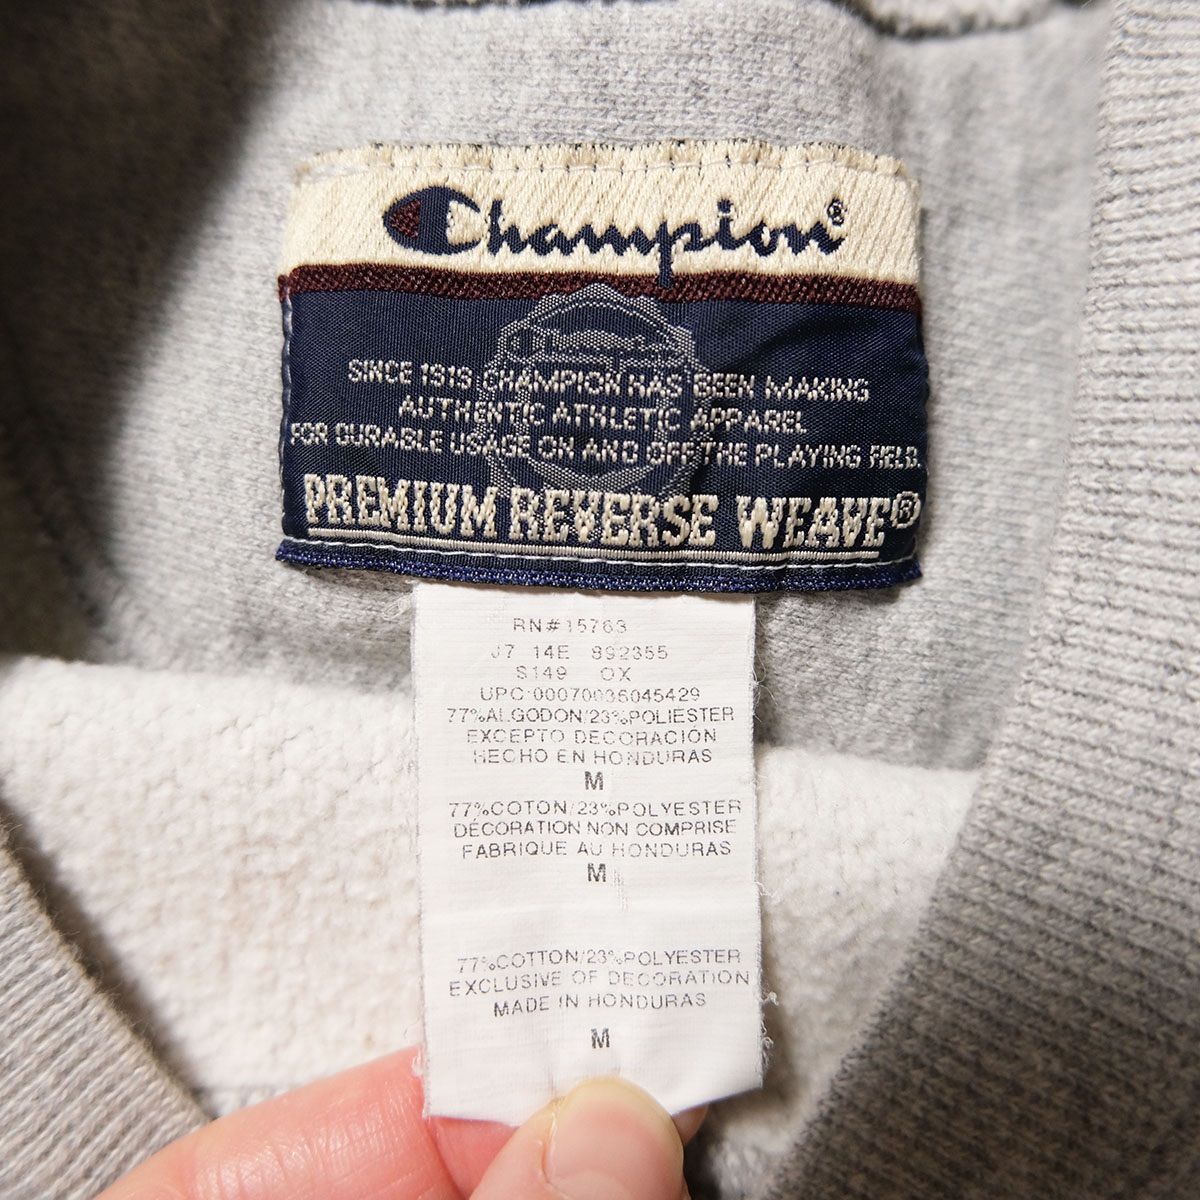 Champion®
SINCE 1919 CHAMPION HAS BEEN MAKING
AUTHENTIC ATHLETIC APPAREL
FOR DURABLE USAGE ON AND OFF THE PLAYING FIELD.
PREMIUM REVERSE WEAVE®
RN#15763
J7 14E 892355
S149 OX
UPC:00070036045429
77%ALGODON/23%POLIESTER
EXCEPTO DECORACIÓN
HECHO EN HONDURAS
M
77%COTON/23%POLYESTER
DÉCORATION NON COMPRISE
FABRIQUE AU HONDURAS
M
77%COTTON/23%POLYESTER
EXCLUSIVE OF DECORATION
MADE IN HONDURAS
M